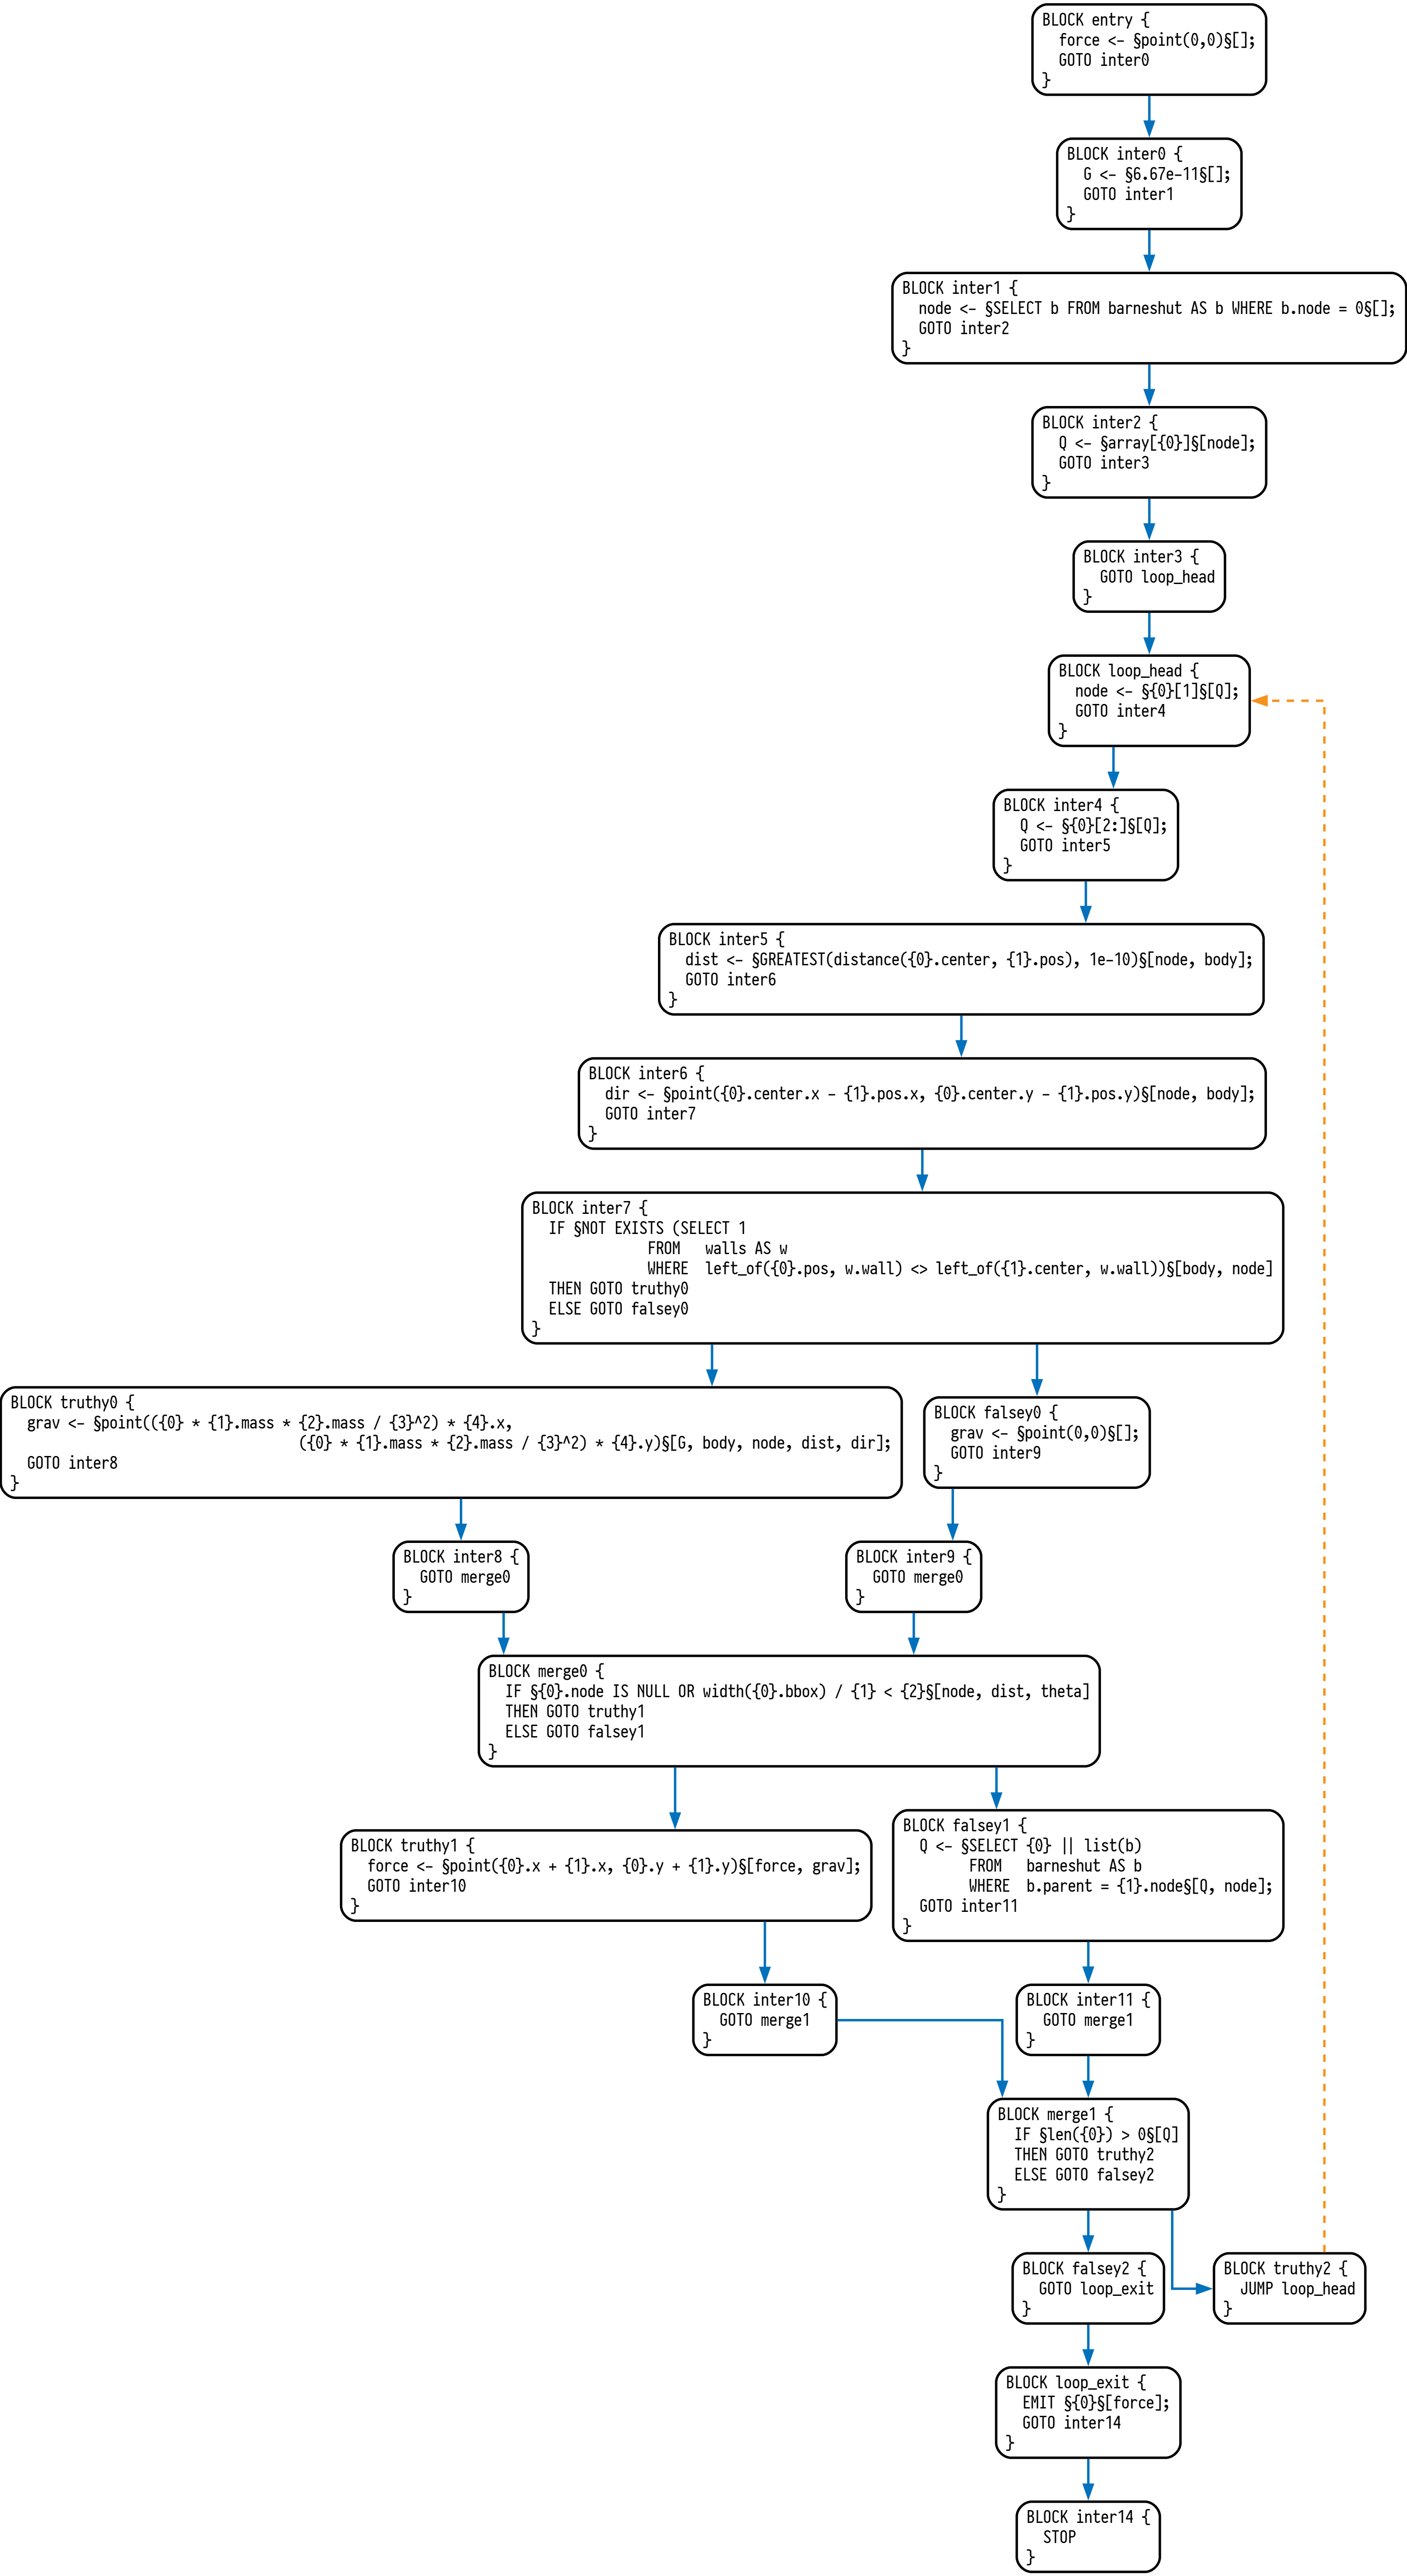 BLOCK entry {
  force <- §point(0,0)§[];
  GOTO inter0
}
BLOCK inter0 {
  G <- §6.67e-11§[];
  GOTO inter1
}
BLOCK inter1 {
  node <- §SELECT b FROM barneshut AS b WHERE b.node = 0§[];
  GOTO inter2
}
BLOCK inter2 {
  Q <- §array[{0}]§[node];
  GOTO inter3
}
BLOCK inter3 {
  GOTO loop_head
}
BLOCK loop_head {
  node <- §{0}[1]§[Q];
  GOTO inter4
}
BLOCK inter4 {
  Q <- §{0}[2:]§[Q];
  GOTO inter5
}
BLOCK inter5 {
  dist <- §GREATEST(distance({0}.center, {1}.pos), 1e-10)§[node, body];
  GOTO inter6
}
BLOCK inter6 {
  dir <- §point({0}.center.x - {1}.pos.x, {0}.center.y - {1}.pos.y)§[node, body];
  GOTO inter7
}
BLOCK inter7 {
  IF §NOT EXISTS (SELECT 1
              FROM   walls AS w
              WHERE  left_of({0}.pos, w.wall) <> left_of({1}.center, w.wall))§[body, node]
  THEN GOTO truthy0
  ELSE GOTO falsey0
}
BLOCK truthy0 {
  grav <- §point(({0} * {1}.mass * {2}.mass / {3}^2) * {4}.x,
                                   ({0} * {1}.mass * {2}.mass / {3}^2) * {4}.y)§[G, body, node, dist, dir];
  GOTO inter8
}
BLOCK falsey0 {
  grav <- §point(0,0)§[];
  GOTO inter9
}
BLOCK inter8 {
  GOTO merge0
}
BLOCK inter9 {
  GOTO merge0
}
BLOCK merge0 {
  IF §{0}.node IS NULL OR width({0}.bbox) / {1} < {2}§[node, dist, theta]
  THEN GOTO truthy1
  ELSE GOTO falsey1
}
BLOCK truthy1 {
  force <- §point({0}.x + {1}.x, {0}.y + {1}.y)§[force, grav];
  GOTO inter10
}
BLOCK falsey1 {
  Q <- §SELECT {0} || list(b)
        FROM   barneshut AS b
        WHERE  b.parent = {1}.node§[Q, node];
  GOTO inter11
}
BLOCK inter10 {
  GOTO merge1
}
BLOCK inter11 {
  GOTO merge1
}
BLOCK merge1 {
  IF §len({0}) > 0§[Q]
  THEN GOTO truthy2
  ELSE GOTO falsey2
}
BLOCK falsey2 {
  GOTO loop_exit
}
BLOCK truthy2 {
  JUMP loop_head
}
BLOCK loop_exit {
  EMIT §{0}§[force];
  GOTO inter14
}
BLOCK inter14 {
  STOP
}